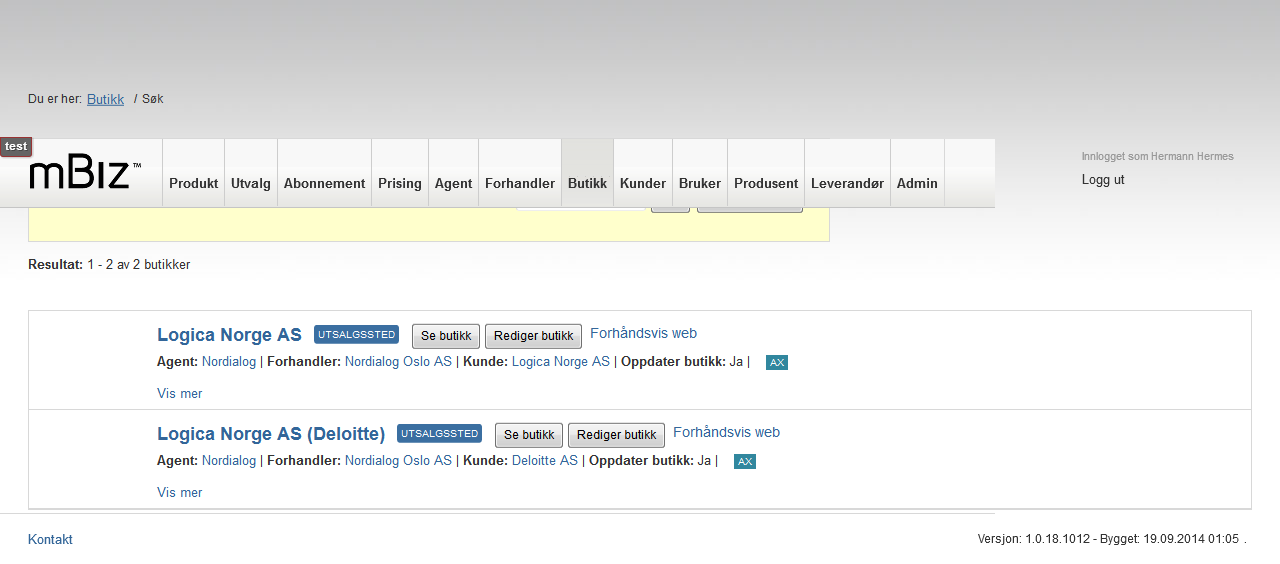 Du er her: Butikk / Søk
test
mBiz™
Produkt Utvalg Abonnement Prising Agent Forhandler Butikk Kunder Bruker Produsent Leverandør Admin
Innlogget som Hermann Hermes
Logg ut
Resultat: 1 - 2 av 2 butikker
Logica Norge AS UTSALGSSTED Se butikk Rediger butikk Forhåndsvis web
Agent: Nordialog | Forhandler: Nordialog Oslo AS | Kunde: Logica Norge AS | Oppdater butikk: Ja | AX
Vis mer
Logica Norge AS (Deloitte) UTSALGSSTED Se butikk Rediger butikk Forhåndsvis web
Agent: Nordialog | Forhandler: Nordialog Oslo AS | Kunde: Deloitte AS | Oppdater butikk: Ja | AX
Vis mer
Kontakt
Versjon: 1.0.18.1012 - Bygget: 19.09.2014 01:05 .